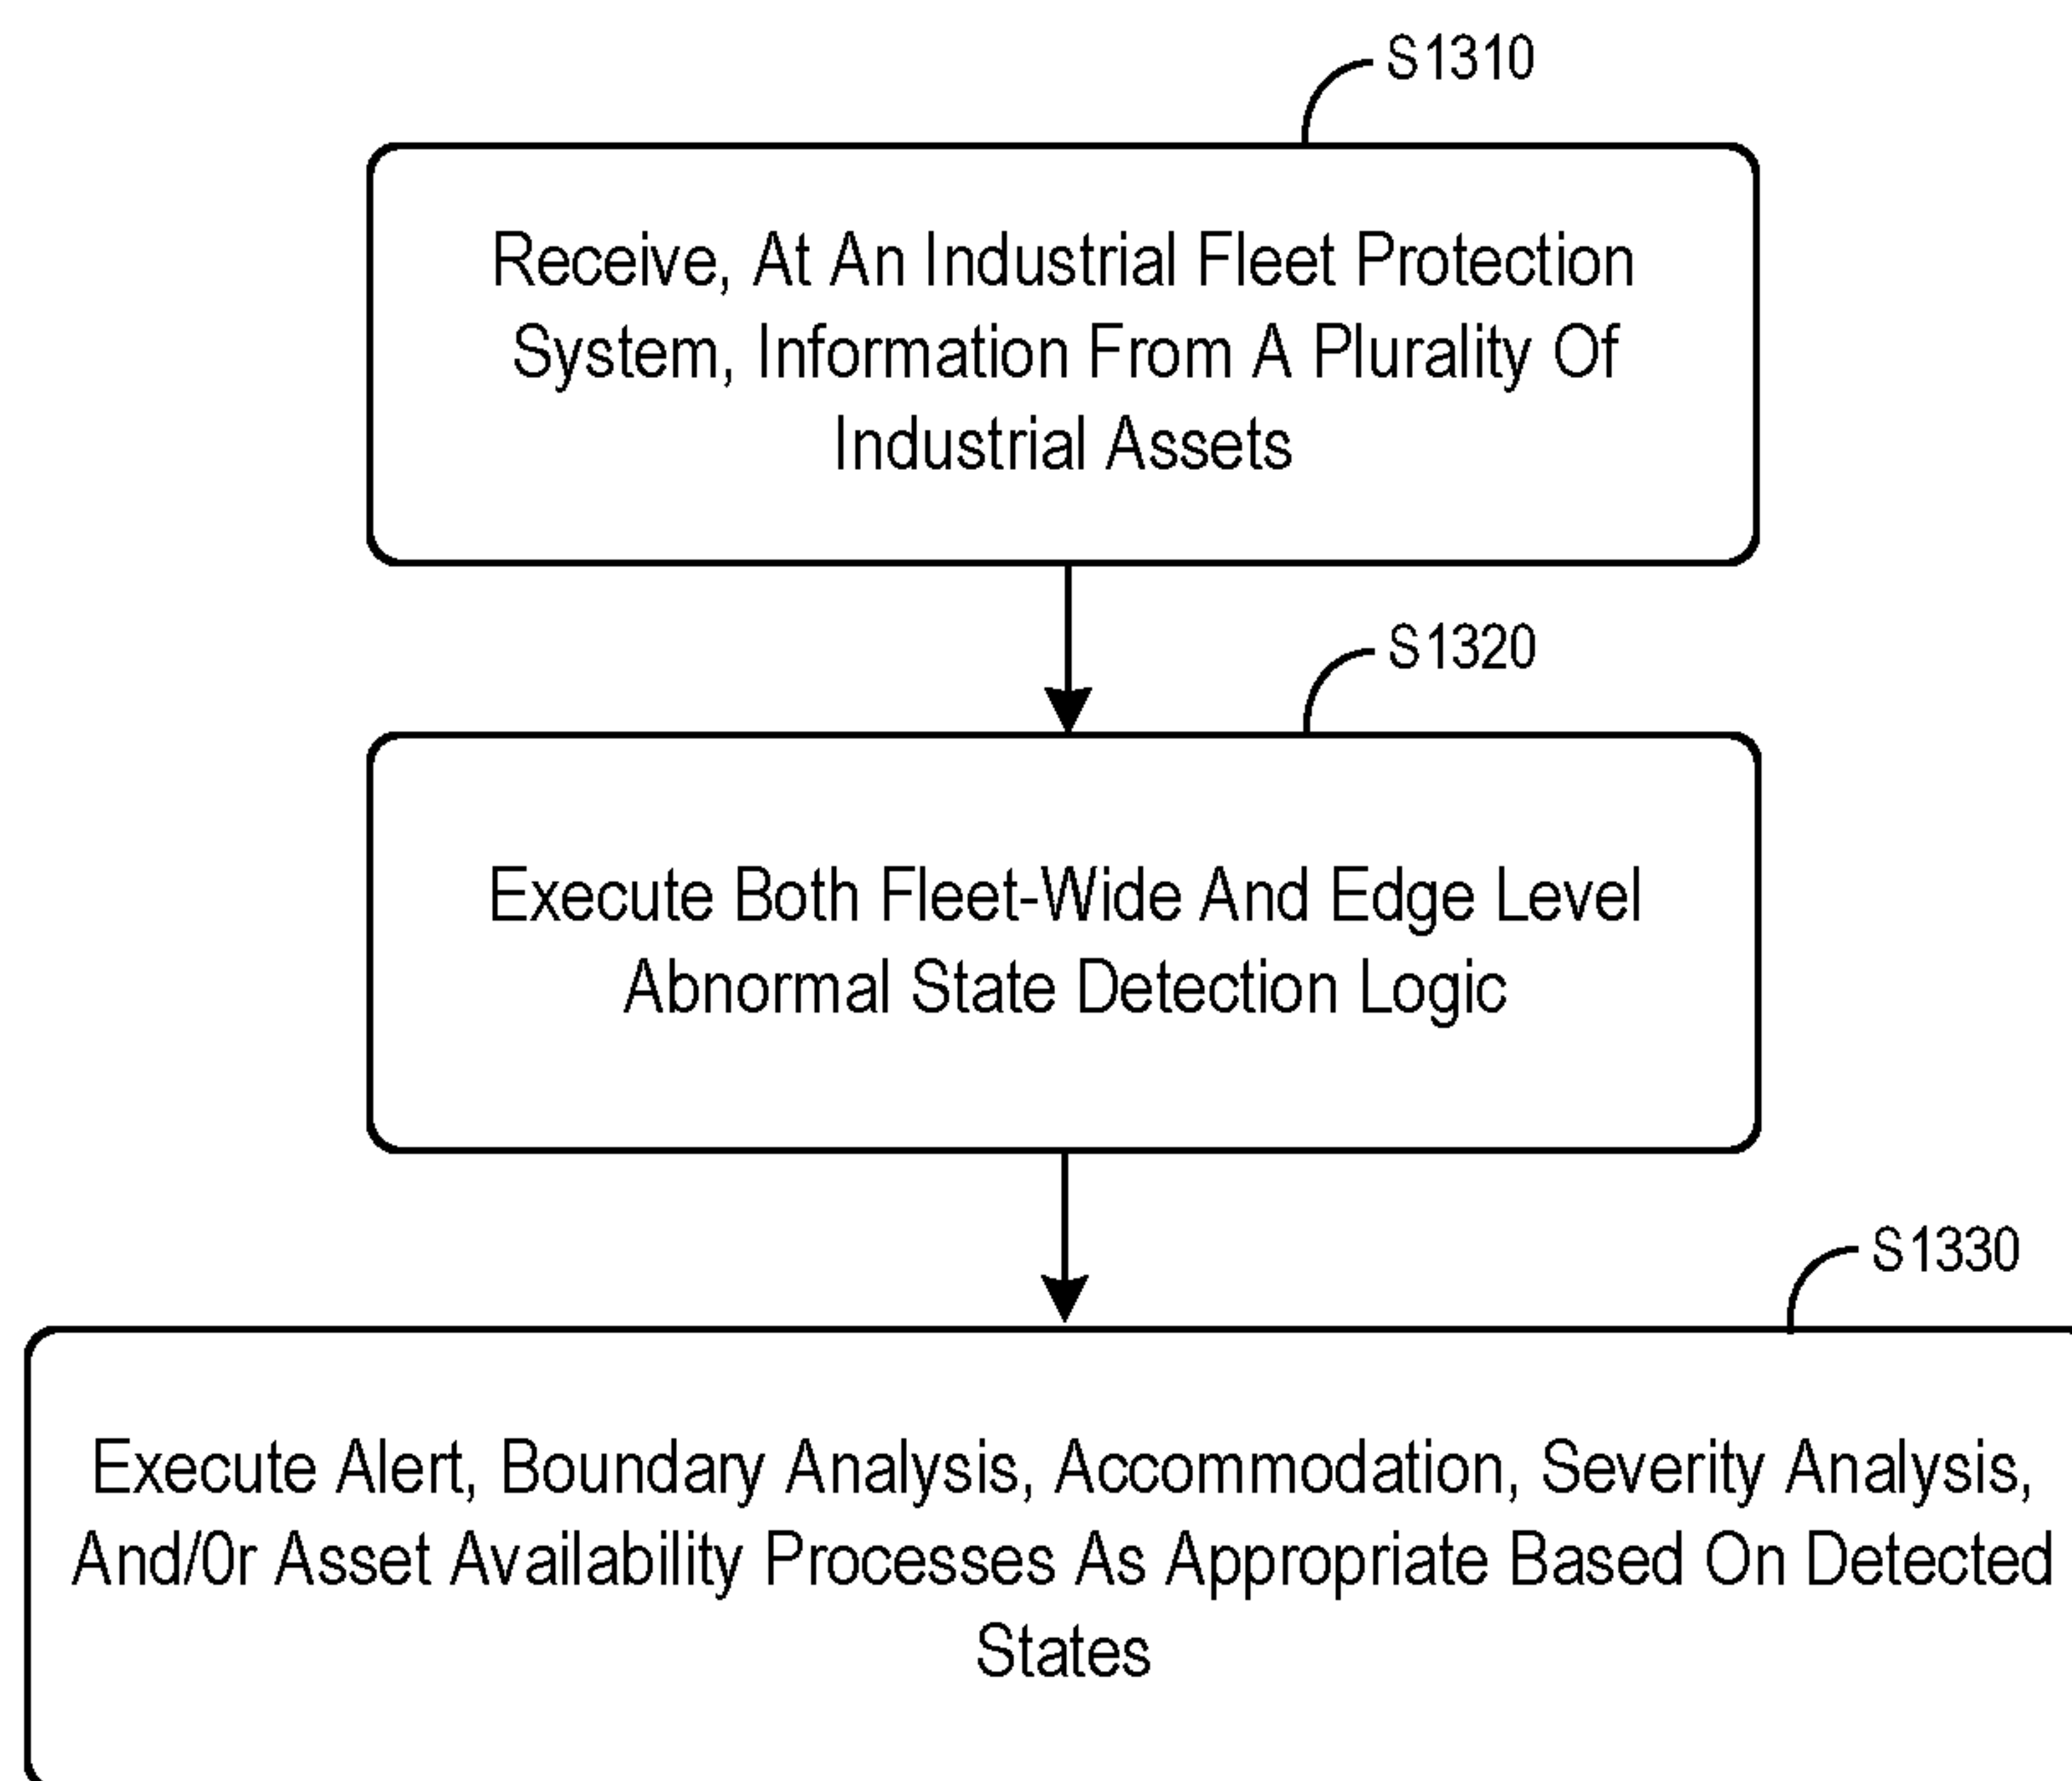 S1310
Receive, At An Industrial Fleet Protection
System, Information From A Plurality Of
Industrial Assets
S1320
Execute Both Fleet-Wide And Edge Level
Abnormal State Detection Logic
S1330
Execute Alert, Boundary Analysis, Accommodation, Severity Analysis,
And/0r Asset Availability Processes As Appropriate Based On Detected
States